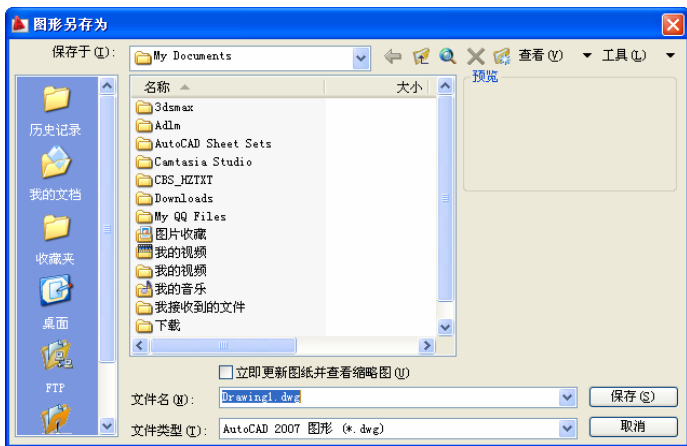 图形另存为
保存于(I): My Documents 查看(V) 工具(L)
历史记录
我的文档
收藏夹
桌面
FTP
名称 大小
3dsmax
Adlm
AutoCAD Sheet Sets
Camtasia Studio
CBS_HZTXT
Downloads
My QQ Files
图片收藏
我的视频
我的视频
我的音乐
我接收到的文件
下载
预览
立即更新图纸并查看缩略图(U)
文件名(N): Drawing1.dwg 保存(S)
文件类型(T): AutoCAD 2007 图形 (*.dwg) 取消